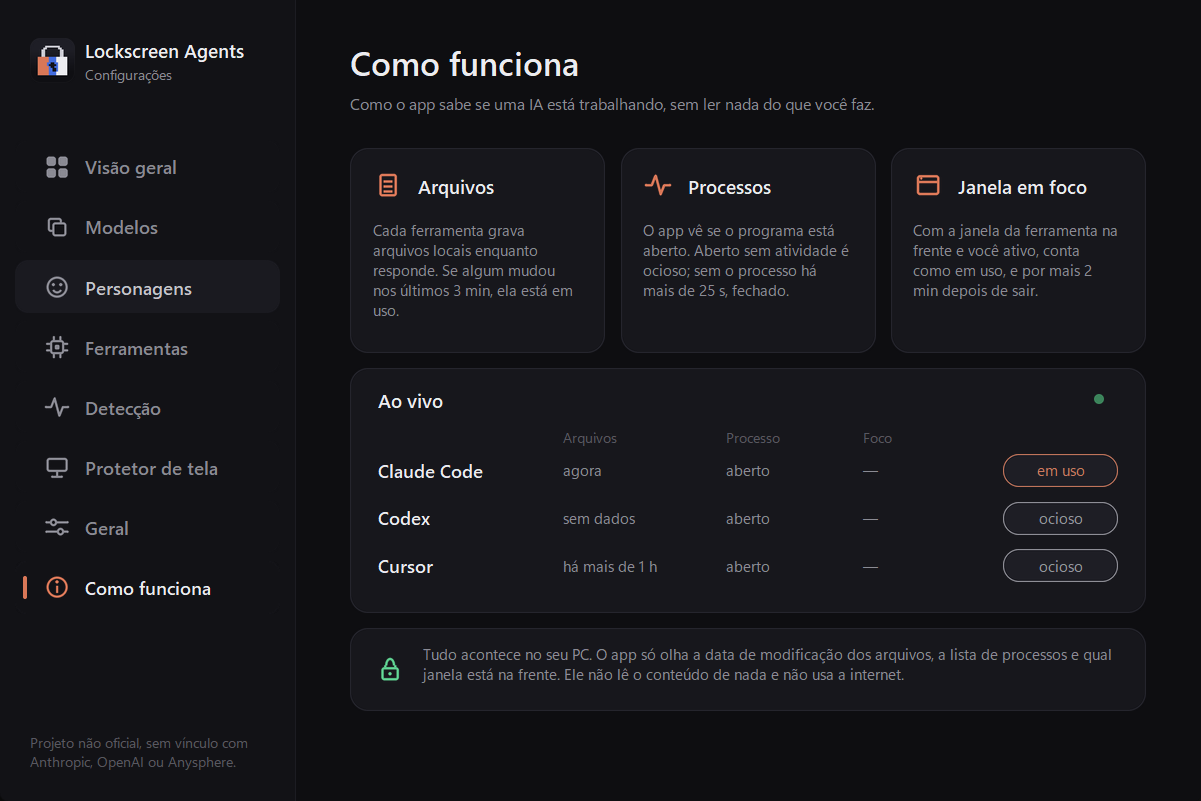 Lockscreen Agents
Configurações
Visão geral
Modelos
Personagens
Ferramentas
Detecção
Protetor de tela
Geral
Como funciona
Projeto não oficial, sem vínculo com
Anthropic, OpenAI ou Anysphere.
Como funciona
Como o app sabe se uma IA está trabalhando, sem ler nada do que você faz.
Arquivos
Cada ferramenta grava
arquivos locais enquanto
responde. Se algum mudou
nos últimos 3 min, ela está em
uso.
Processos
O app vê se o programa está
aberto. Aberto sem atividade é
ocioso; sem o processo há
mais de 25 s, fechado.
Janela em foco
Com a janela da ferramenta na
frente e você ativo, conta
como em uso, e por mais 2
min depois de sair.
Ao vivo
Arquivos Processo Foco
Claude Code agora aberto — em uso
Codex sem dados aberto — ocioso
Cursor há mais de 1 h aberto — ocioso
Tudo acontece no seu PC. O app só olha a data de modificação dos arquivos, a lista de processos e qual
janela está na frente. Ele não lê o conteúdo de nada e não usa a internet.